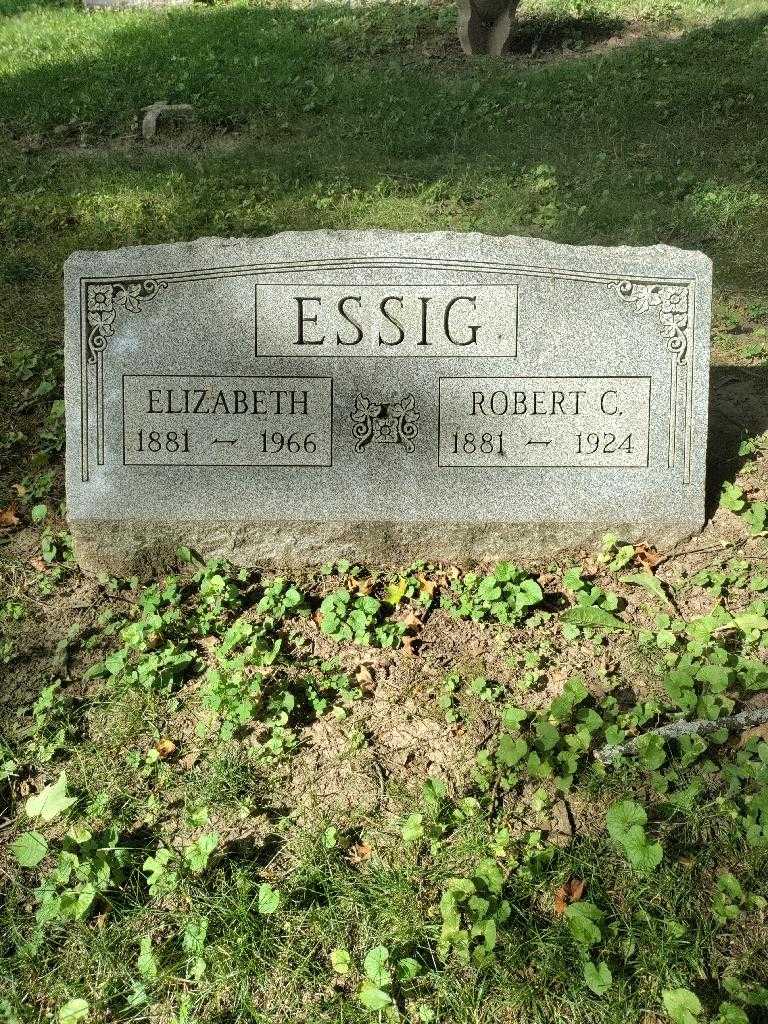 ESSIG
ELIZABETH
1881 — 1966
ROBERT C.
1881 — 1924